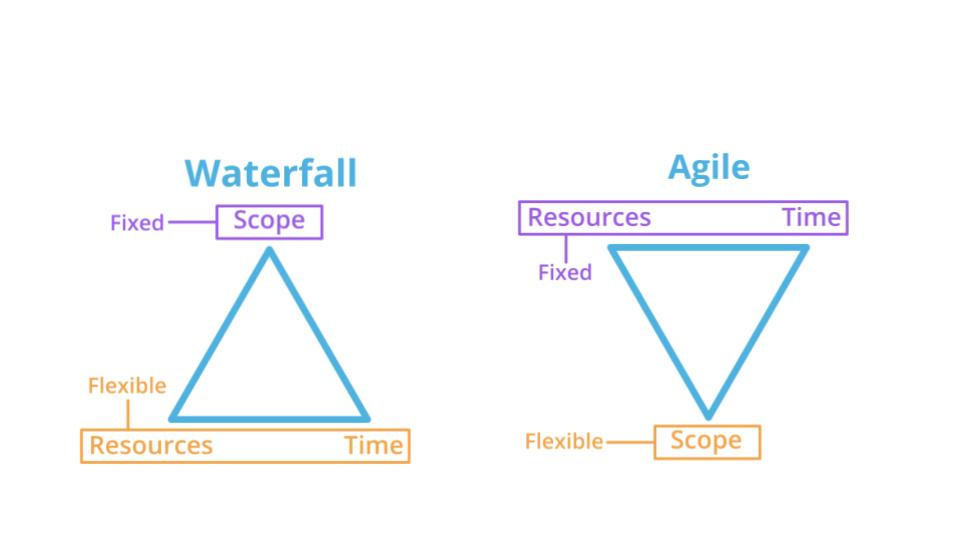 Waterfall
Fixed
Scope
Flexible
Resources Time
Agile
Resources Time
Fixed
Flexible
Scope